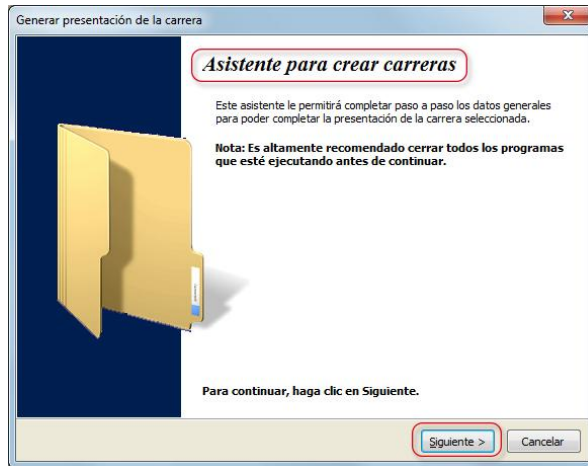 Generar presentación de la carrera
Asistente para crear carreras
Este asistente le permitirá completar paso a paso los datos generales
para poder completar la presentación de la carrera seleccionada.
Nota: Es altamente recomendado cerrar todos los programas
que esté ejecutando antes de continuar.
Para continuar, haga clic en Siguiente.
Siguiente > Cancelar